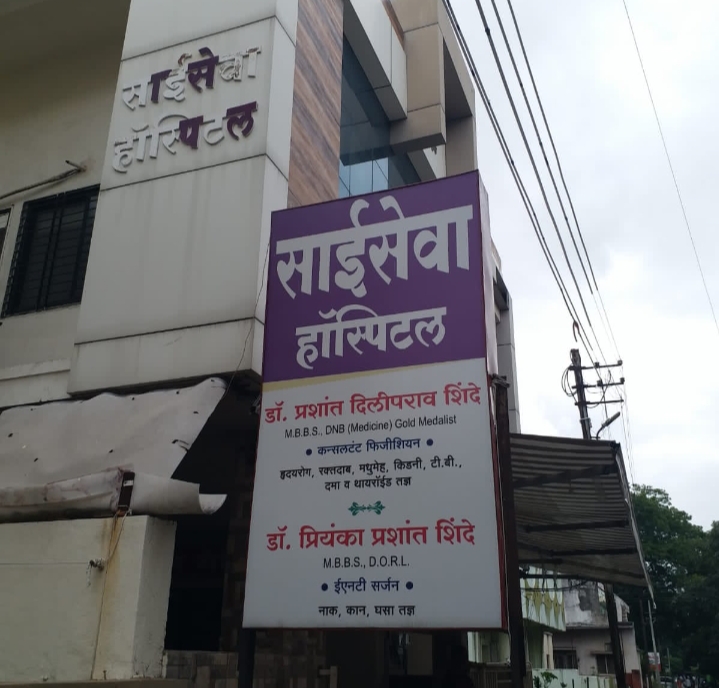 साईसेवा
हॉस्पिटल
साईसेवा
हॉस्पिटल
डॉ. प्रशांत दिलीपराव शिंदे
M.B.B.S., DNB (Medicine) Gold Medalist
• कन्सलटंट फिजीशियन •
हृदयरोग, रक्तदाब, मधुमेह, किडनी, टी.बी.,
दमा व थायरॉईड तज्ञ
डॉ. प्रियंका प्रशांत शिंदे
M.B.B.S., D.O.R.L.
• ईएनटी सर्जन •
नाक, कान, घसा तज्ञ